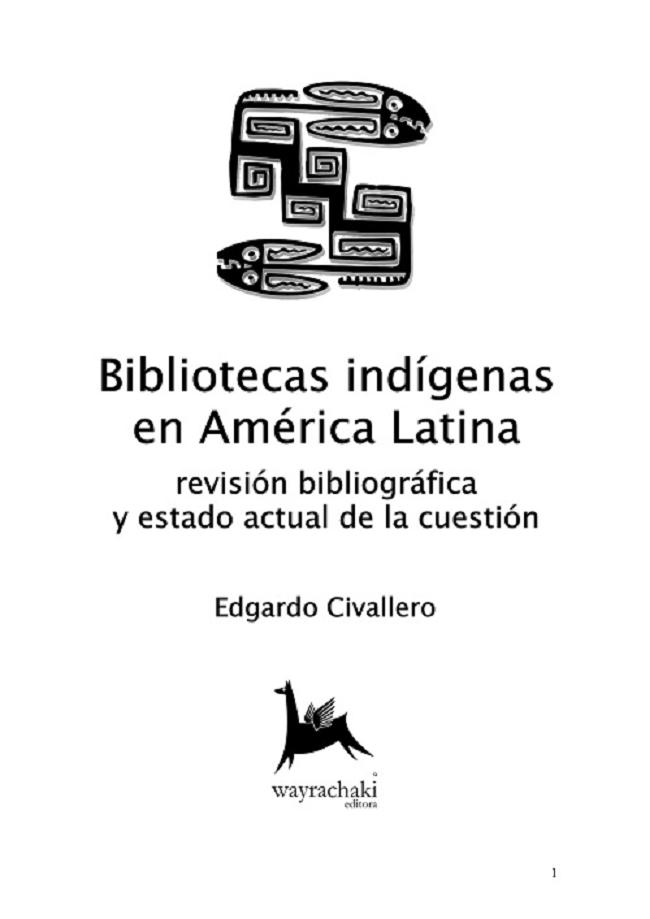 Bibliotecas indígenas
en América Latina
revisión bibliográfica
y estado actual de la cuestión
Edgardo Civallero
wayrachaki
editora
1